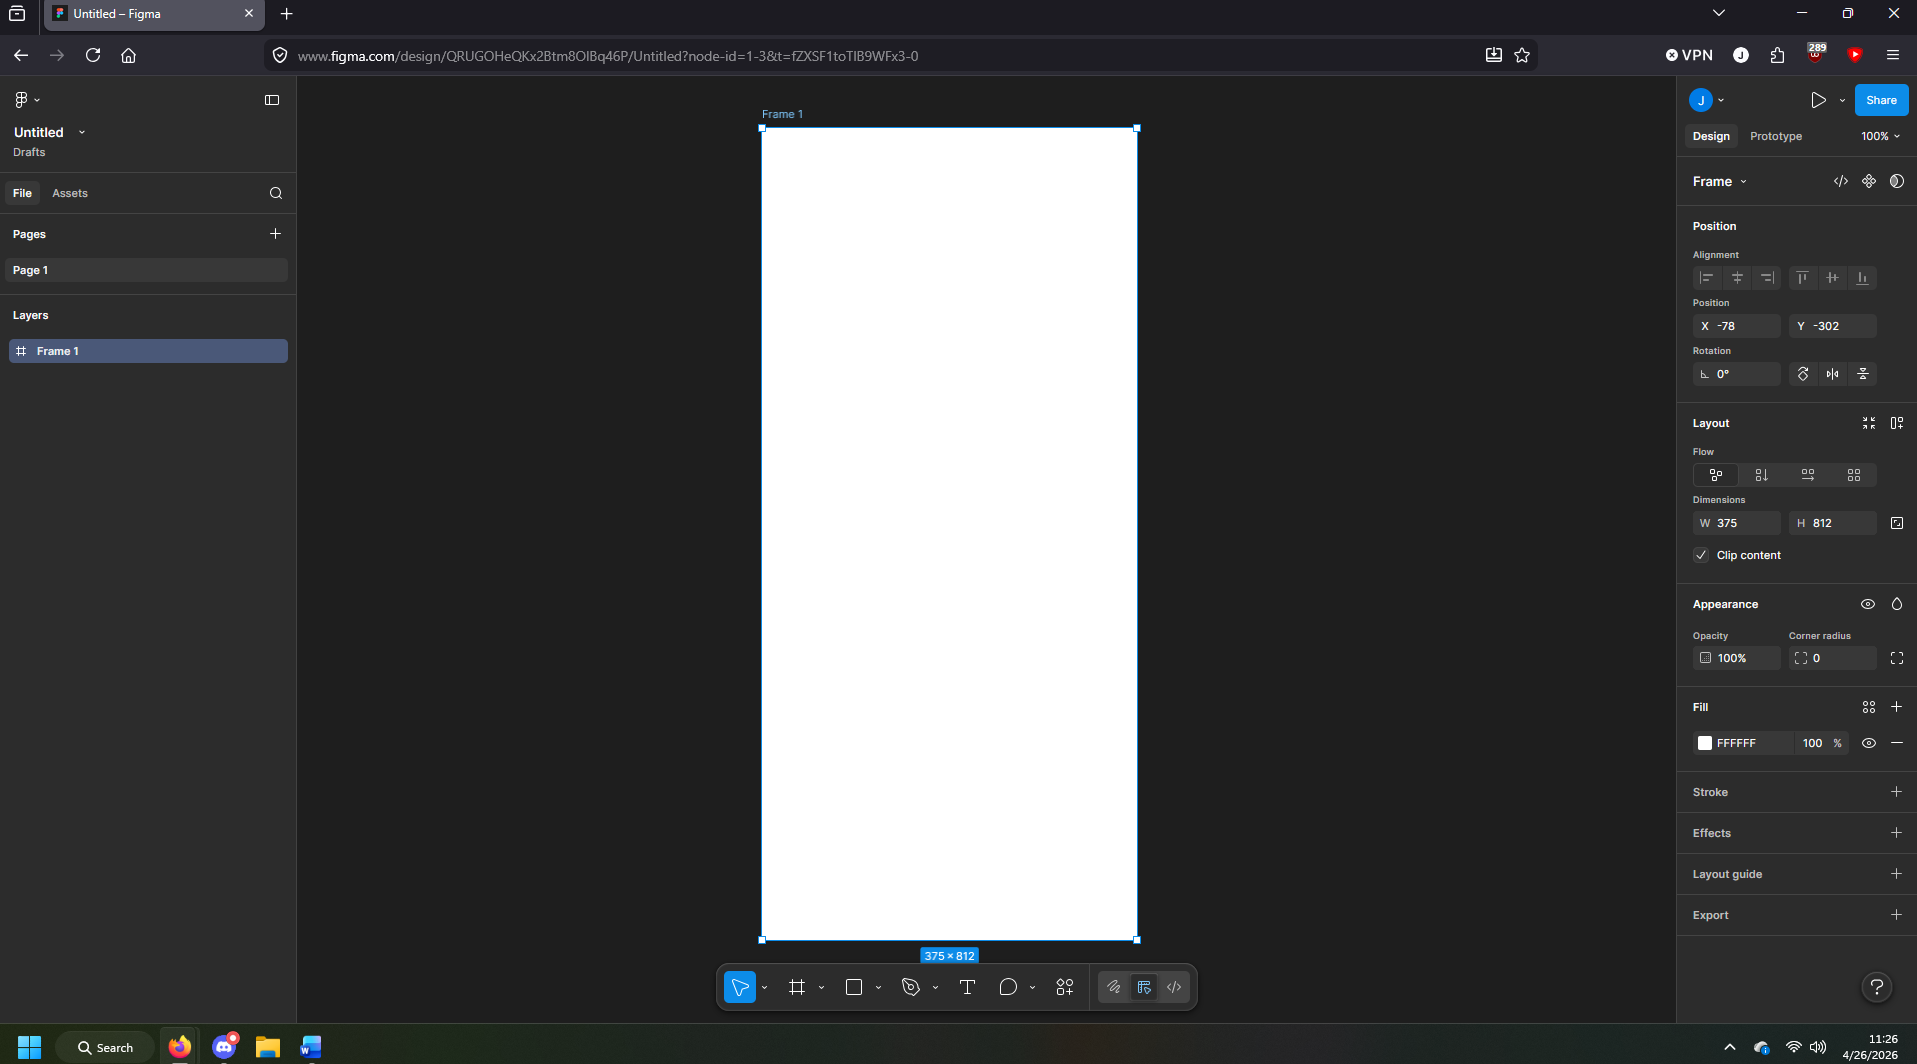 Untitled – Figma
www.figma.com/design/QRUGOHeQKx2Btm8OlBq46P/Untitled?node-id=1-3&t=fZXSF1toTlB9WFx3-0
VPN
J
289
Untitled
Drafts
File
Assets
Pages
Page 1
Layers
Frame 1
Frame 1
375 × 812
J
Share
Design
Prototype
100%
Frame
Position
Alignment
Position
X -78
Y -302
Rotation
0°
Layout
Flow
Dimensions
W 375
H 812
Clip content
Appearance
Opacity
Corner radius
100%
0
Fill
FFFFFF
100 %
Stroke
Effects
Layout guide
Export
?
Search
11:26
4/26/2026